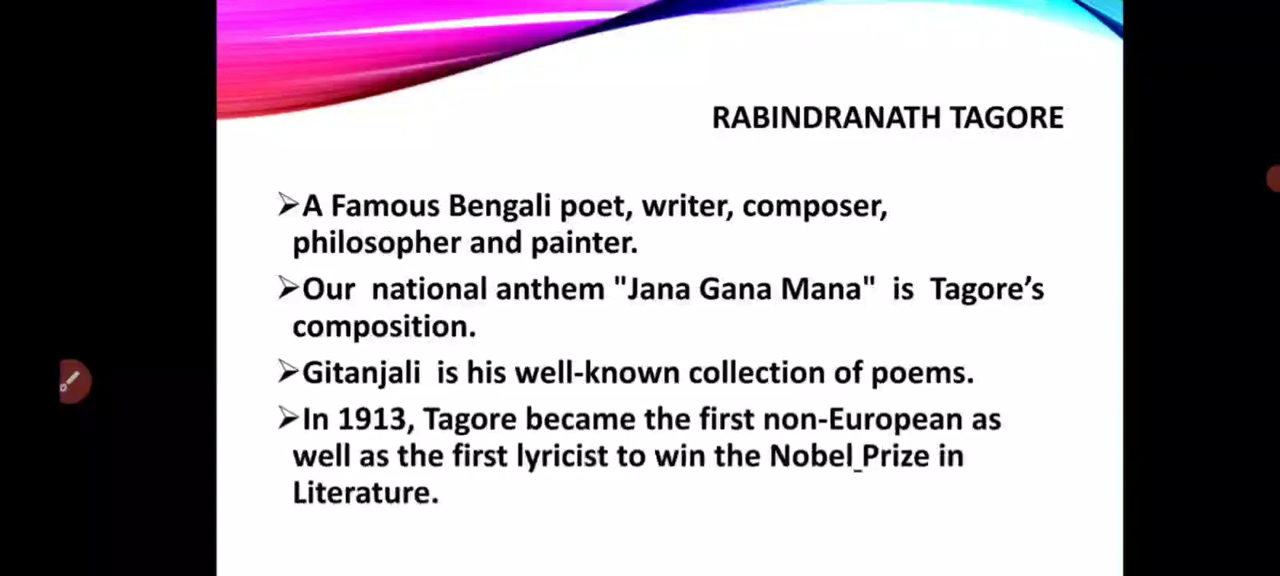 RABINDRANATH TAGORE
➢A Famous Bengali poet, writer, composer,
philosopher and painter.
➢Our national anthem "Jana Gana Mana" is Tagore’s
composition.
➢Gitanjali is his well-known collection of poems.
➢In 1913, Tagore became the first non-European as
well as the first lyricist to win the Nobel_Prize in
Literature.